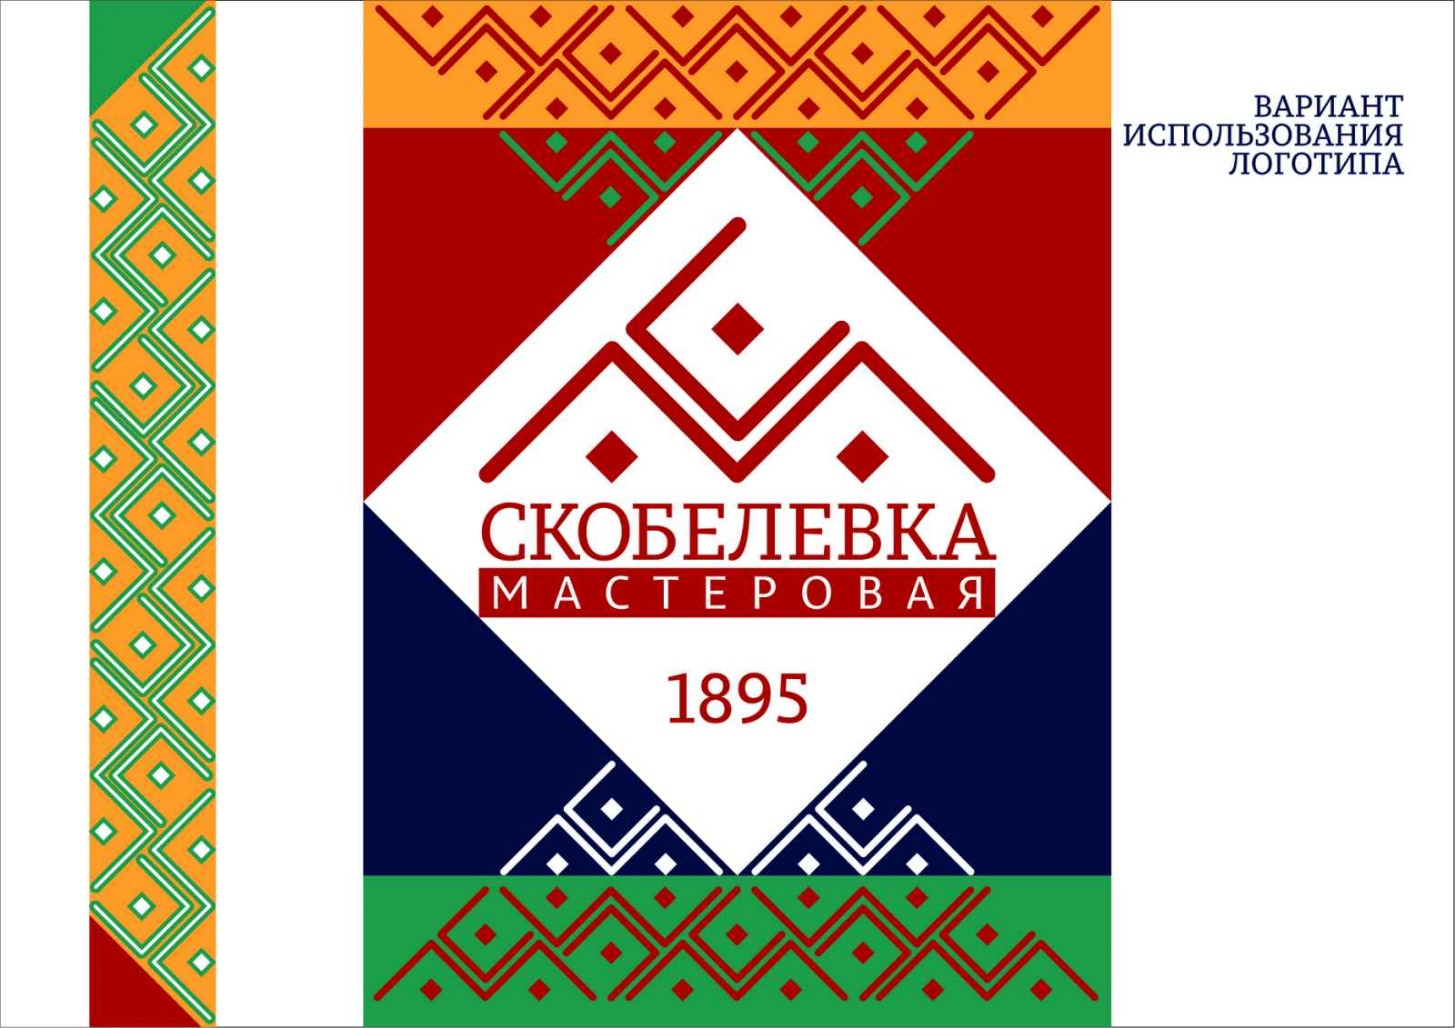 ВАРИАНТ
ИСПОЛЬЗОВАНИЯ
ЛОГОТИПА
СКОБЕЛЕВКА
МАСТЕРОВАЯ
1895